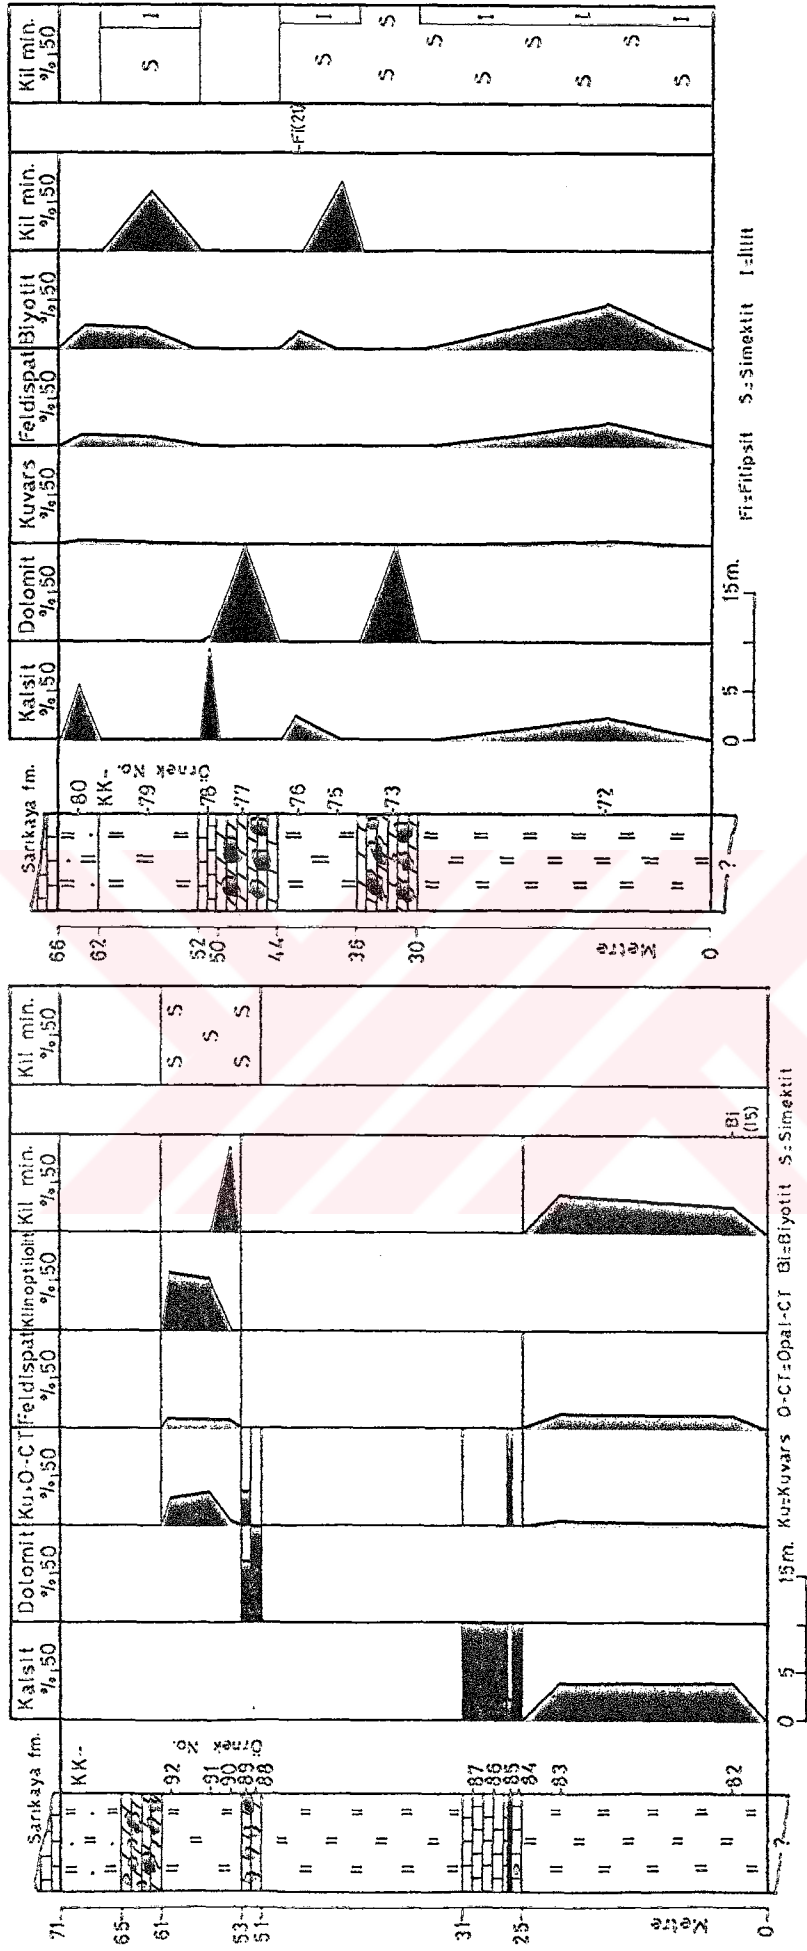 Sarıkaya fm.
Kalsit
%50
Dolomit
%50
Kuvars
%50
Feldispat
%50
Biyotit
%50
Kil min.
%50
Kil min.
%50
66
62
52
50
44
36
30
0
Metre
KK-
Örnek No.
-80
-79
-78
-77
-76
-75
-73
-72
-?-
-Fi(21)
S I
S I
S S
S S I
S S I
S S I
0 5 15m.
Fi=Filipsit S=Simektit I=İllit
Sarıkaya fm.
Kalsit
%50
Dolomit
%50
Ku+O-CT
%50
Feldispat
%50
Klinoptiloit
%50
Kil min.
%50
Kil min.
%50
71
65
61
53
51
31
25
0
Metre
KK-
Örnek No.
-92
-91
-90
-89
-88
-87
-86
-85
-84
-83
-82
-?-
-Bi
(15)
S S
S
S S
0 5 15m.
Ku=Kuvars O-CT=Opal-CT Bi=Biyotit S=Simektit